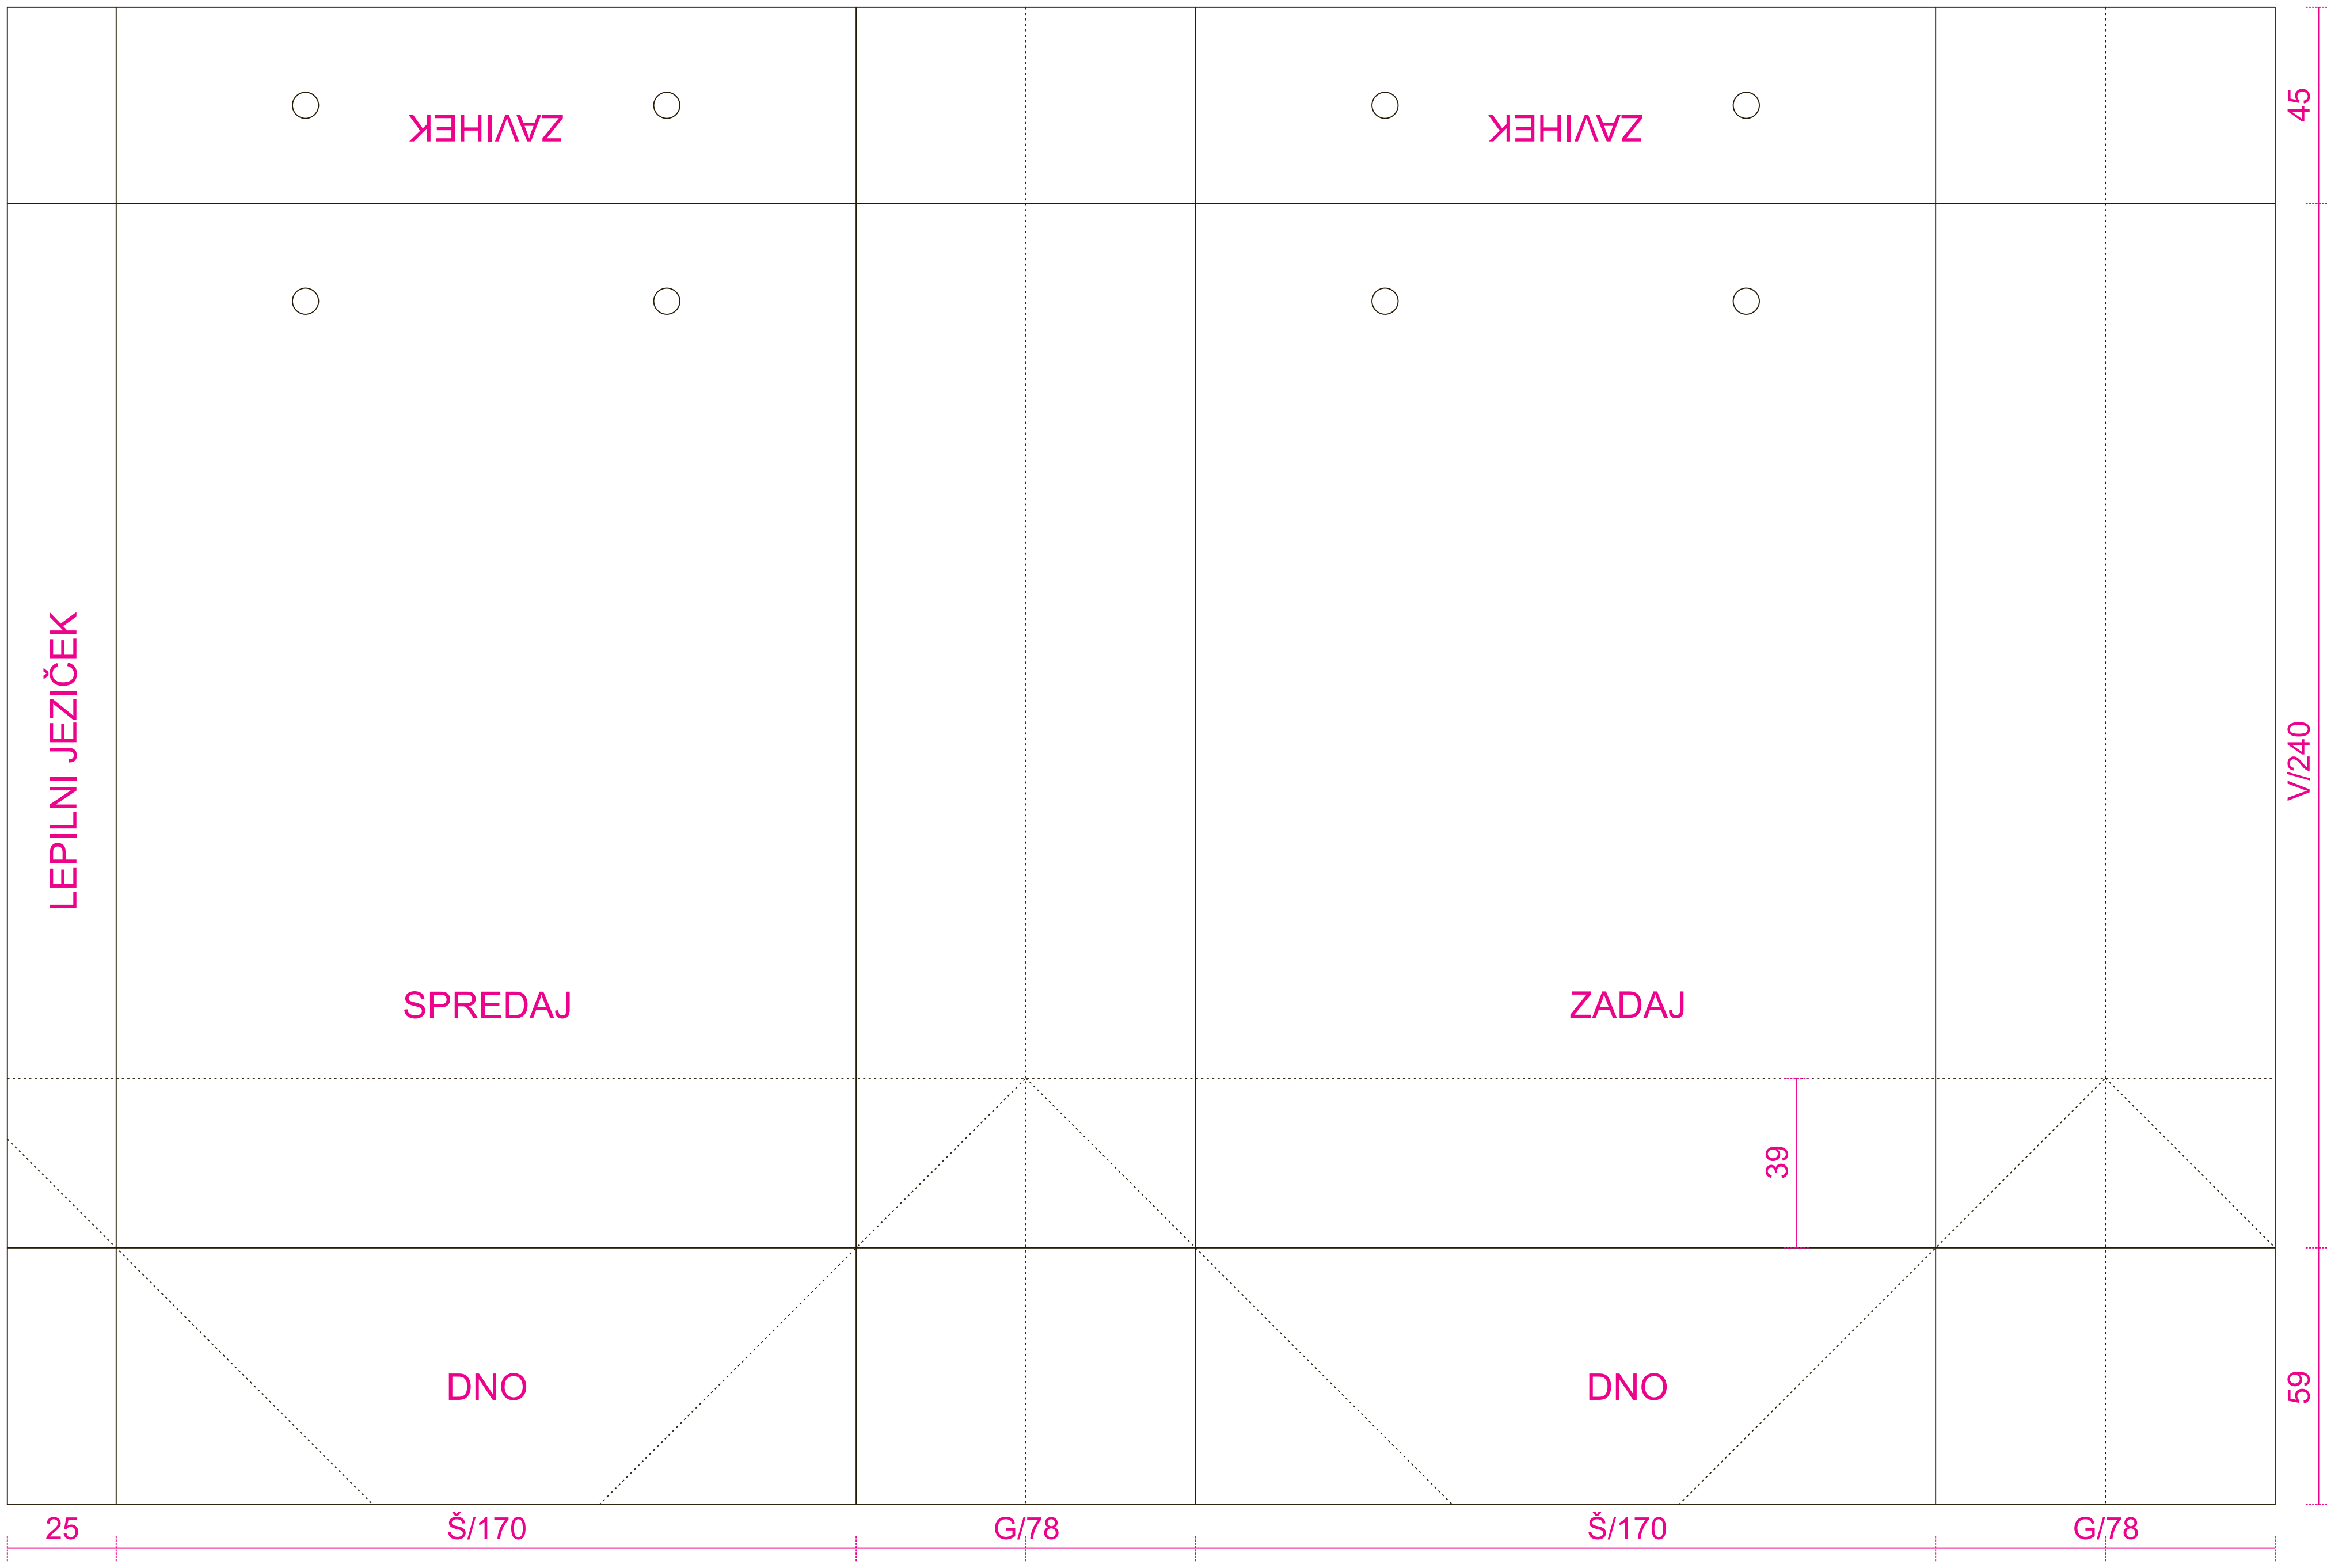 ZAVIHEK
ZAVIHEK
45
LEPILNI JEZIČEK
V/240
SPREDAJ
ZADAJ
39
DNO
DNO
59
25
Š/170
G/78
Š/170
G/78